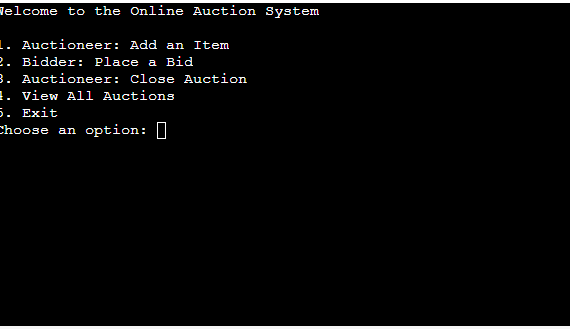 Welcome to the Online Auction System
1. Auctioneer: Add an Item
2. Bidder: Place a Bid
3. Auctioneer: Close Auction
4. View All Auctions
5. Exit
Choose an option: